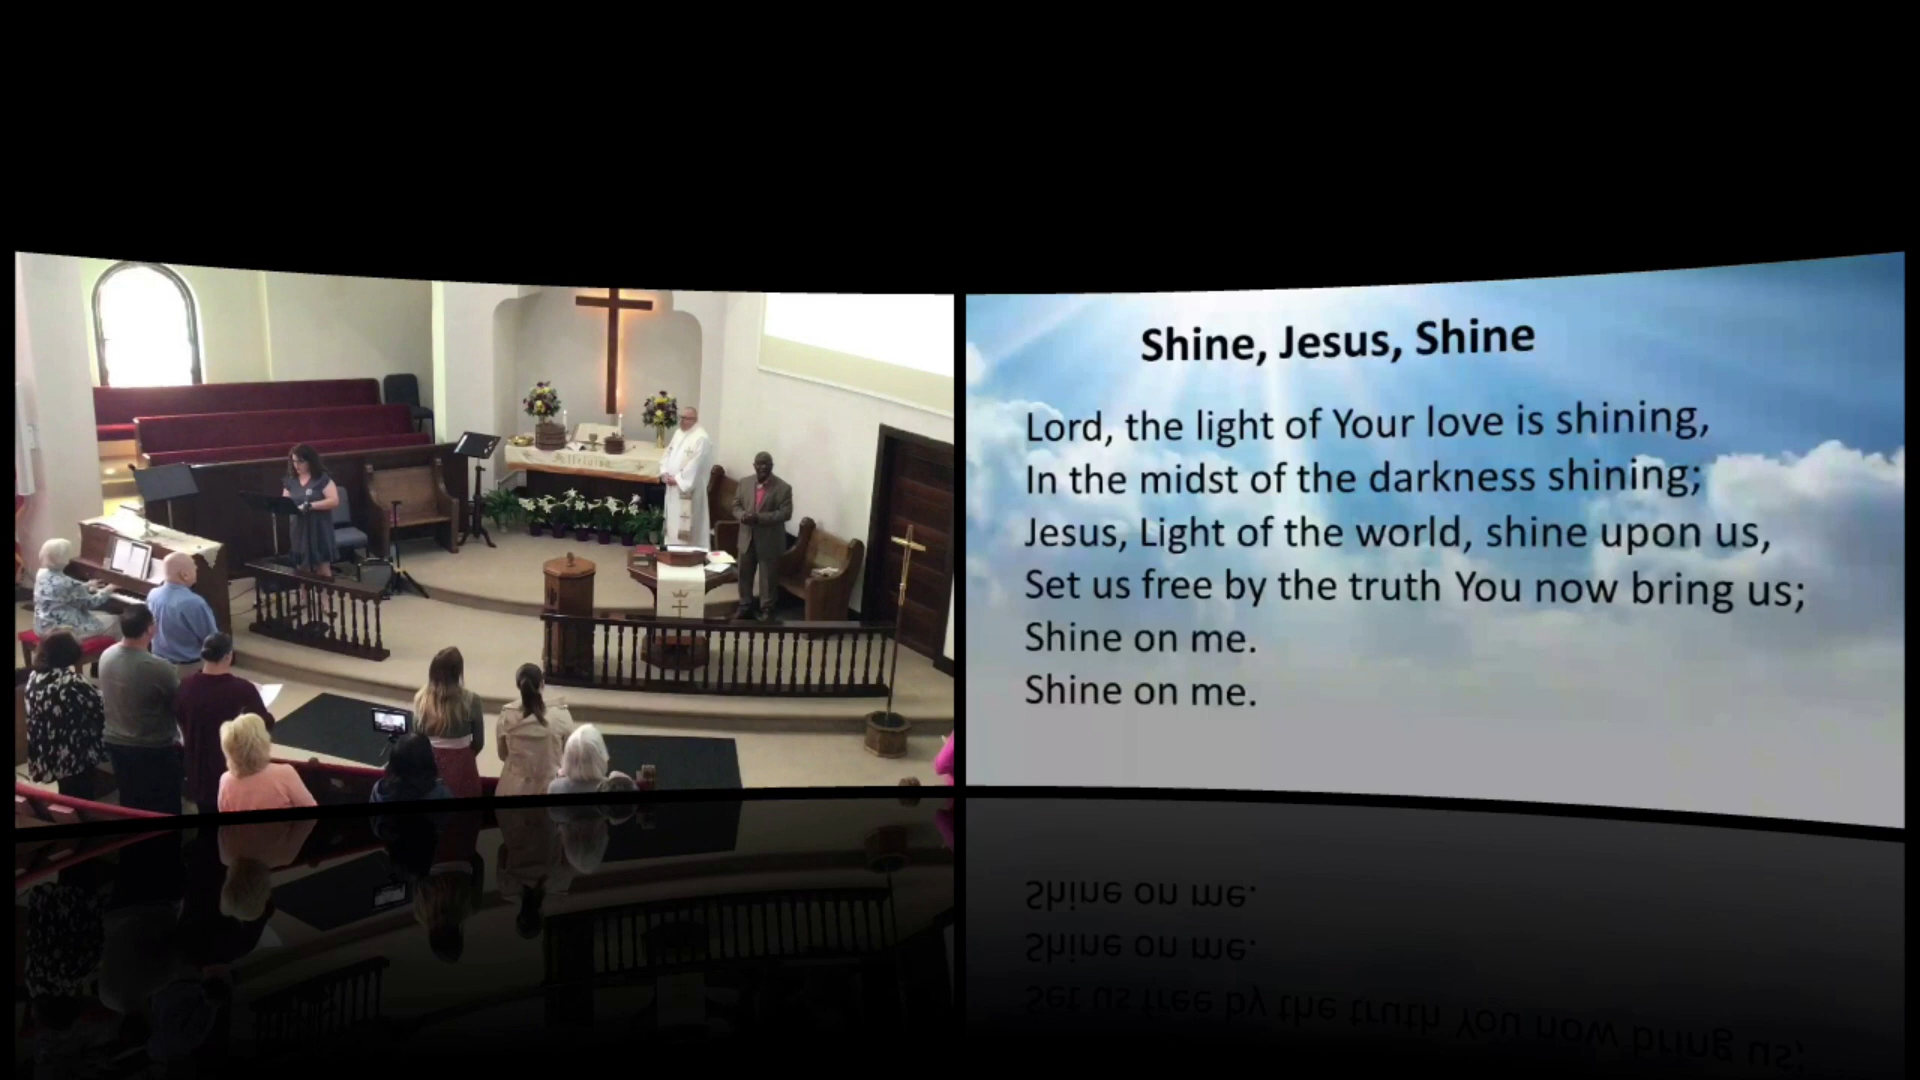 Alleluia
Shine, Jesus, Shine
Lord, the light of Your love is shining,
In the midst of the darkness shining;
Jesus, Light of the world, shine upon us,
Set us free by the truth You now bring us;
Shine on me.
Shine on me.